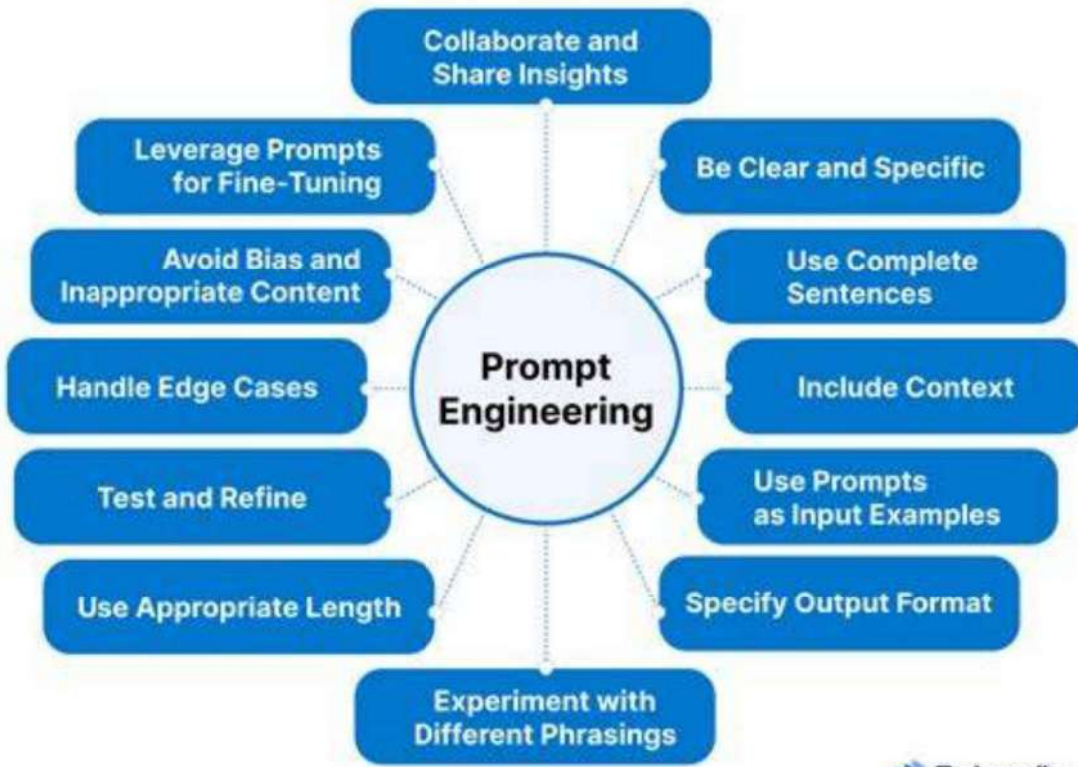 Collaborate and
Share Insights
Leverage Prompts
for Fine-Tuning
Be Clear and Specific
Avoid Bias and
Inappropriate Content
Use Complete
Sentences
Prompt
Engineering
Handle Edge Cases
Include Context
Test and Refine
Use Prompts
as Input Examples
Use Appropriate Length
Specify Output Format
Experiment with
Different Phrasings